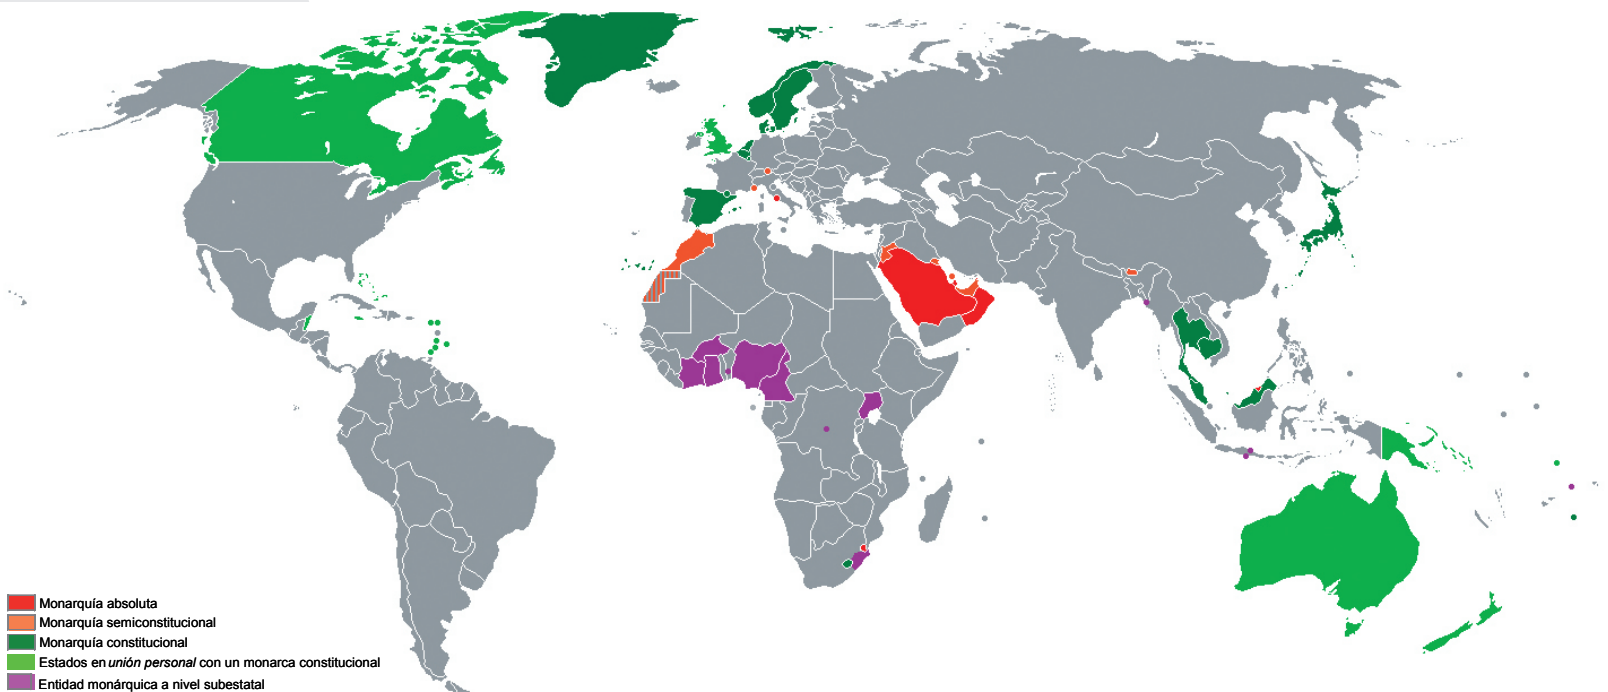 Monarquía absoluta
Monarquía semiconstitucional
Monarquía constitucional
Estados en unión personal con un monarca constitucional
Entidad monárquica a nivel subestatal